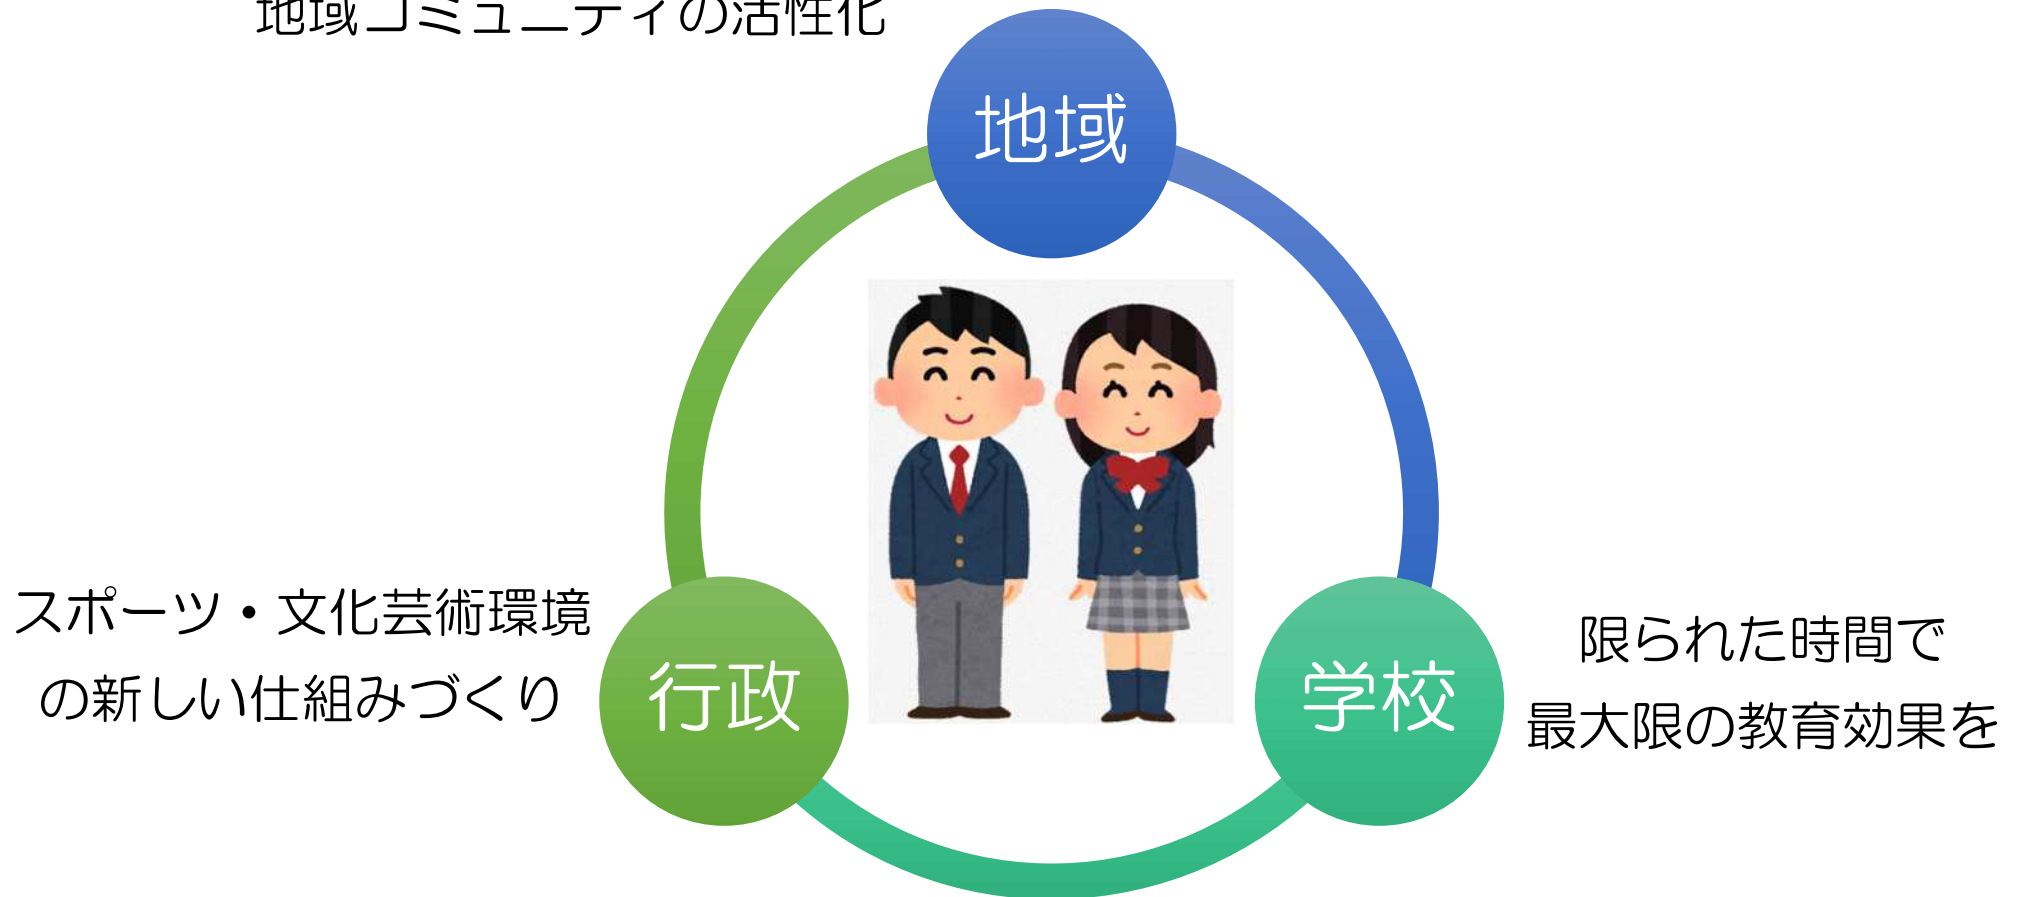 地域コミュニティの活性化
地域
スポーツ・文化芸術環境
の新しい仕組みづくり
行政
学校
限られた時間で
最大限の教育効果を